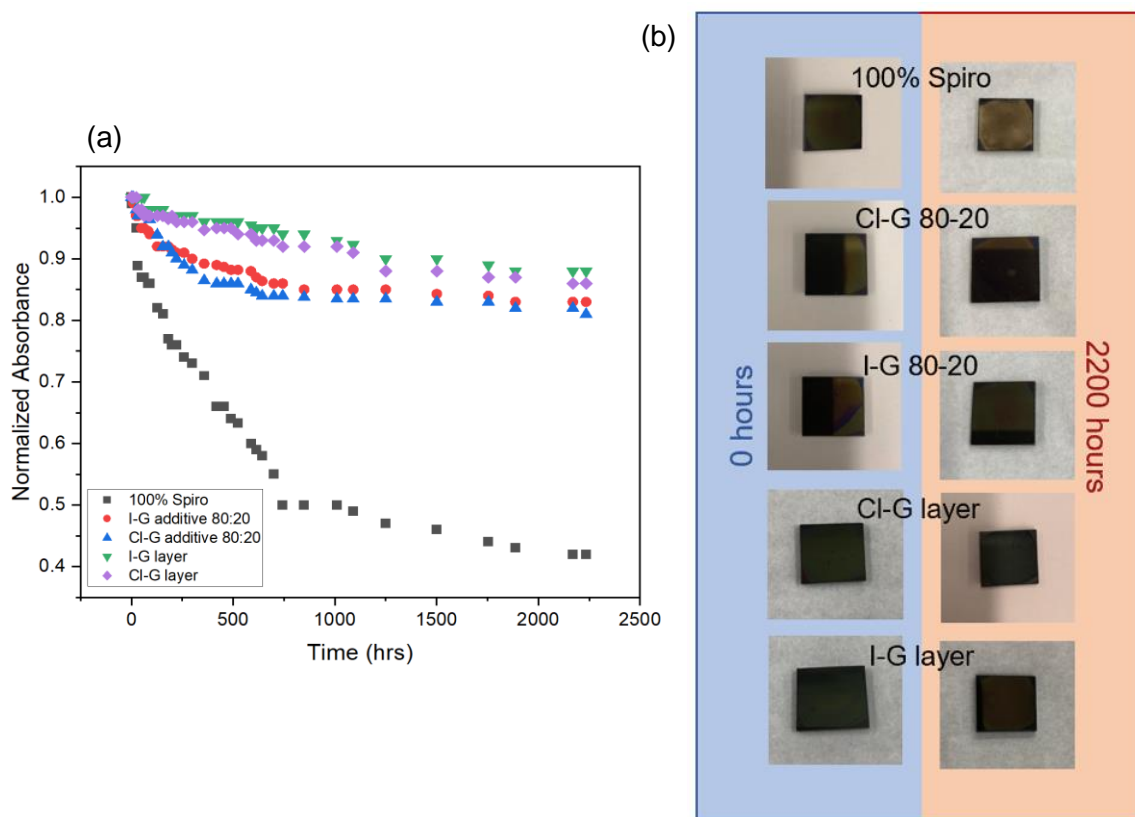 (a)
Normalized Absorbance
1.0
0.9
0.8
0.7
0.6
0.5
0.4
100% Spiro
I-G additive 80:20
Cl-G additive 80:20
I-G layer
Cl-G layer
0
500
1000
1500
2000
2500
Time (hrs)
(b)
100% Spiro
Cl-G 80-20
I-G 80-20
Cl-G layer
I-G layer
0 hours
2200 hours